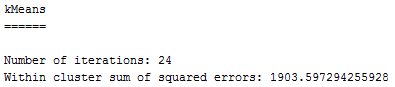 kMeans
======
Number of iterations: 24
Within cluster sum of squared errors: 1903.597294255928